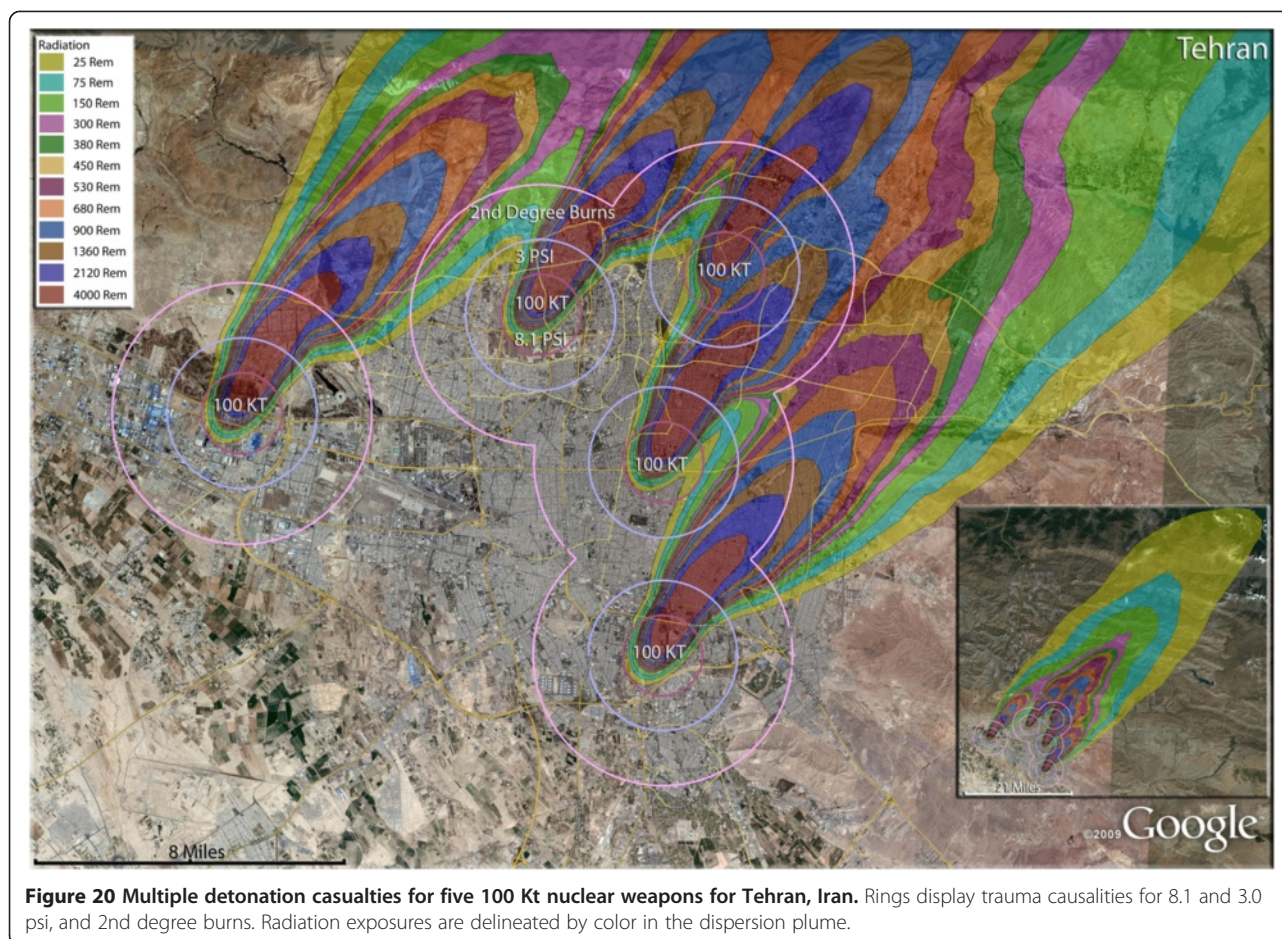 Radiation
25 Rem
75 Rem
150 Rem
300 Rem
380 Rem
450 Rem
530 Rem
680 Rem
900 Rem
1360 Rem
2120 Rem
4000 Rem
Tehran
2nd Degree Burns
3 PSI
100 KT
100 KT
8.1 PSI
100 KT
100 KT
100 KT
21 Miles
8 Miles
©2009 Google
Figure 20 Multiple detonation casualties for five 100 Kt nuclear weapons for Tehran, Iran. Rings display trauma causalities for 8.1 and 3.0
psi, and 2nd degree burns. Radiation exposures are delineated by color in the dispersion plume.